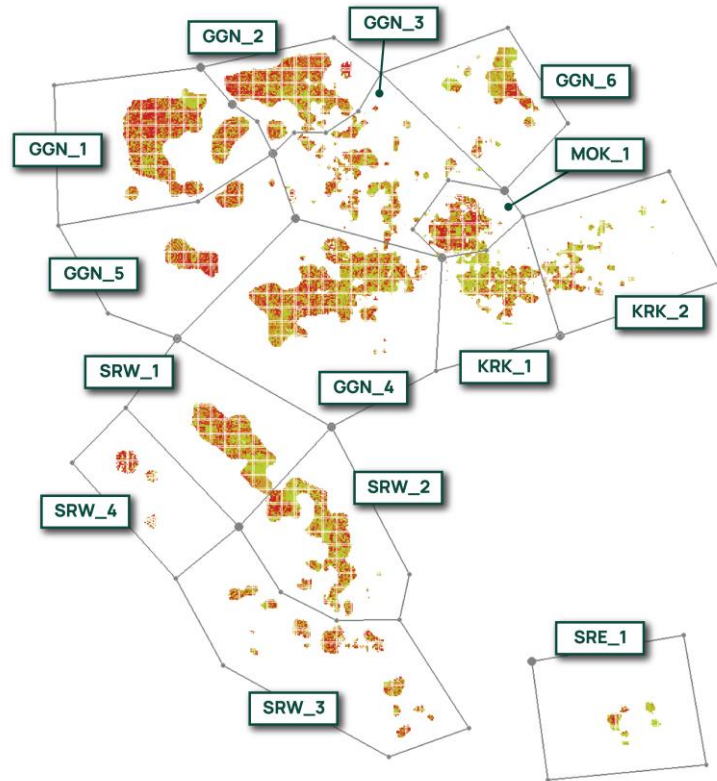 GGN_3
GGN_2
GGN_6
GGN_1
MOK_1
GGN_5
KRK_2
SRW_1
KRK_1
GGN_4
SRW_2
SRW_4
SRE_1
SRW_3